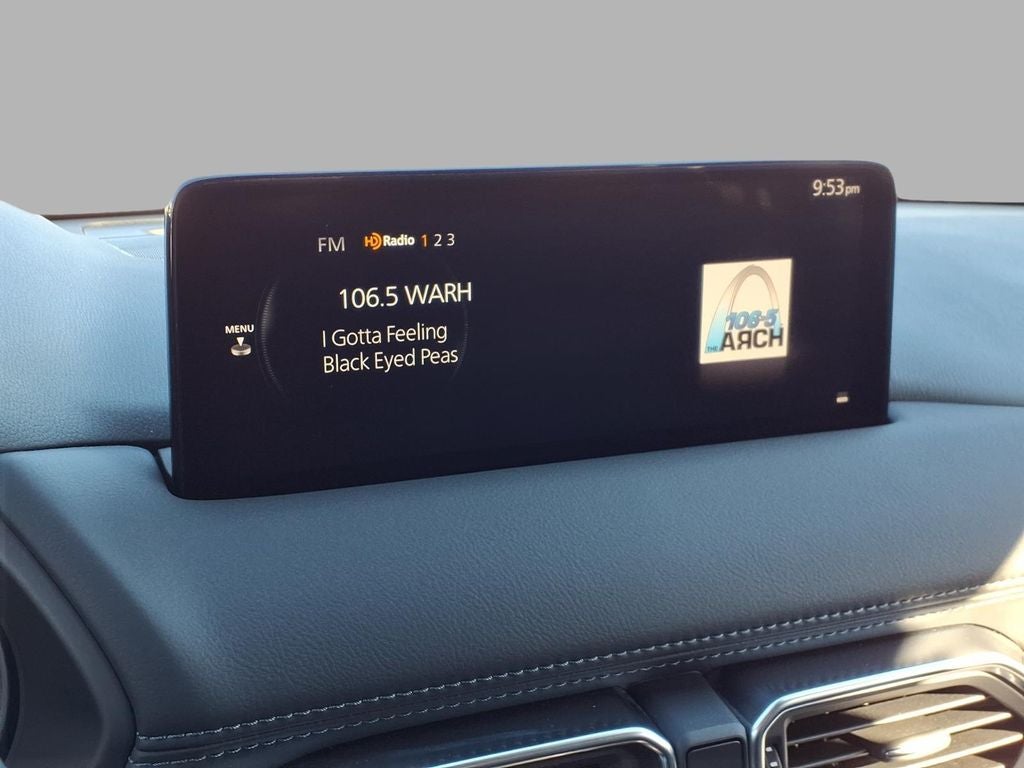 9:53pm
FM HD Radio 1 2 3
106.5 WARH
MENU
I Gotta Feeling
Black Eyed Peas
106-5
THE ARCH